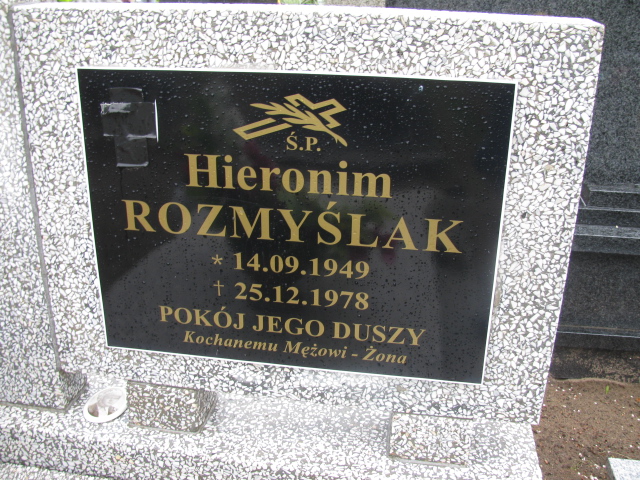 Ś.P.
Hieronim
ROZMYŚLAK
* 14.09.1949
† 25.12.1978
POKÓJ JEGO DUSZY
Kochanemu Mężowi - Żona